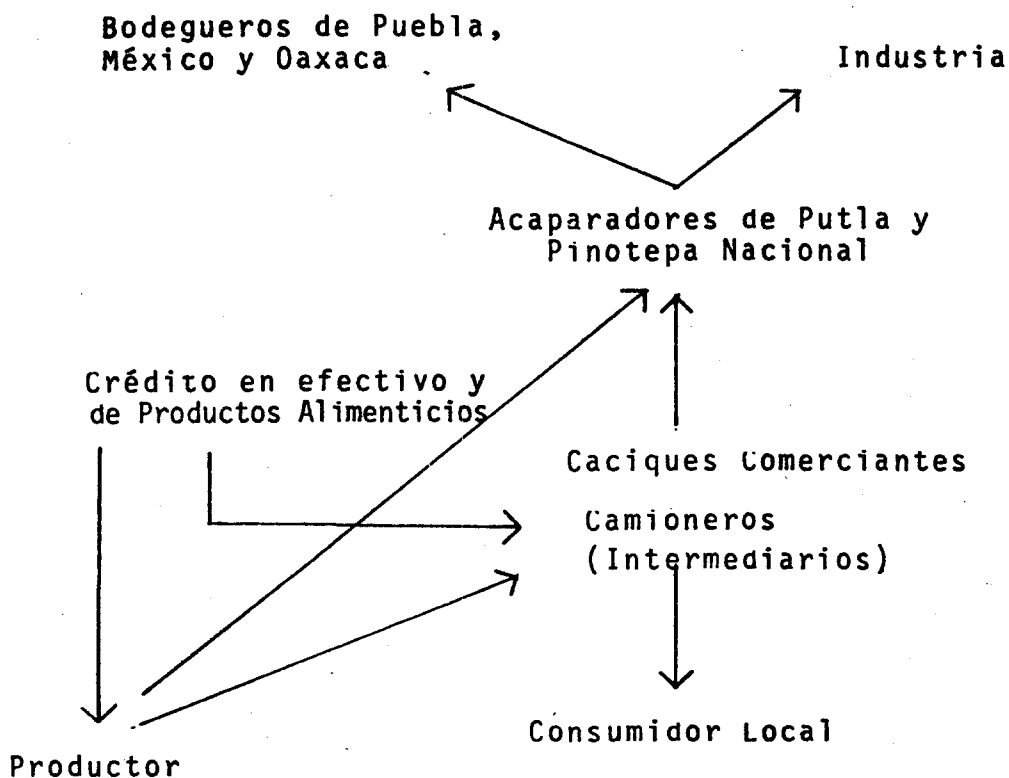 Bodegueros de Puebla,
México y Oaxaca
Industria
Acaparadores de Putla y
Pinotepa Nacional
Crédito en efectivo y
de Productos Alimenticios
Caciques Comerciantes
Camioneros
(Intermediarios)
Consumidor Local
Productor